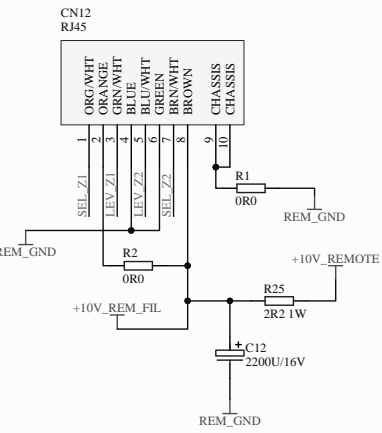 CN12
RJ45
ORG/WHT
ORANGE
GRN/WHT
BLUE
BLU/WHT
GREEN
BRN/WHT
BROWN
CHASSIS
CHASSIS
1
2
3
4
5
6
7
8
9
10
SEL_Z1
LEV_Z1
LEV_Z2
SEL_Z2
R1
0R0
REM_GND
REM_GND
R2
0R0
+10V_REMOTE
+10V_REM_FIL
R25
2R2 1W
+
C12
2200U/16V
REM_GND